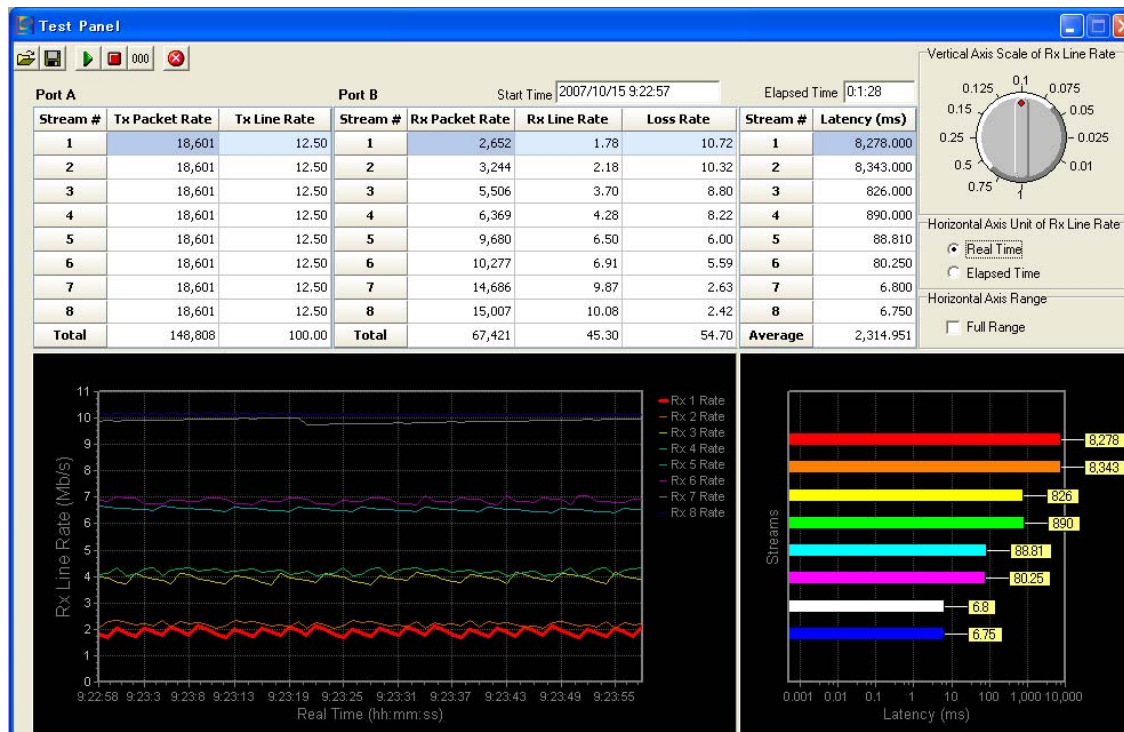 Test Panel
000
Port A
Port B
Start Time 2007/10/15 9:22:57
Elapsed Time 0:1:28
Stream # Tx Packet Rate Tx Line Rate Stream # Rx Packet Rate Rx Line Rate Loss Rate Stream # Latency (ms)
1 18,601 12.50 1 2,652 1.78 10.72 1 8,278.000
2 18,601 12.50 2 3,244 2.18 10.32 2 8,343.000
3 18,601 12.50 3 5,506 3.70 8.80 3 826.000
4 18,601 12.50 4 6,369 4.28 8.22 4 890.000
5 18,601 12.50 5 9,680 6.50 6.00 5 88.810
6 18,601 12.50 6 10,277 6.91 5.59 6 80.250
7 18,601 12.50 7 14,686 9.87 2.63 7 6.800
8 18,601 12.50 8 15,007 10.08 2.42 8 6.750
Total 148,808 100.00 Total 67,421 45.30 54.70 Average 2,314.951
Vertical Axis Scale of Rx Line Rate
0.1
0.125 0.075
0.15 0.05
0.25 0.025
0.5 0.01
0.75 1
Horizontal Axis Unit of Rx Line Rate
Real Time
Elapsed Time
Horizontal Axis Range
Full Range
Rx Line Rate (Mb/s)
11
10
9
8
7
6
5
4
3
2
1
0
9:22:58 9:23:3 9:23:8 9:23:13 9:23:19 9:23:25 9:23:31 9:23:37 9:23:43 9:23:49 9:23:55
Real Time (hh:mm:ss)
Rx 1 Rate
Rx 2 Rate
Rx 3 Rate
Rx 4 Rate
Rx 5 Rate
Rx 6 Rate
Rx 7 Rate
Rx 8 Rate
Streams
8,278
8,343
826
890
88.81
80.25
6.8
6.75
0.001 0.01 0.1 1 10 100 1,000 10,000
Latency (ms)